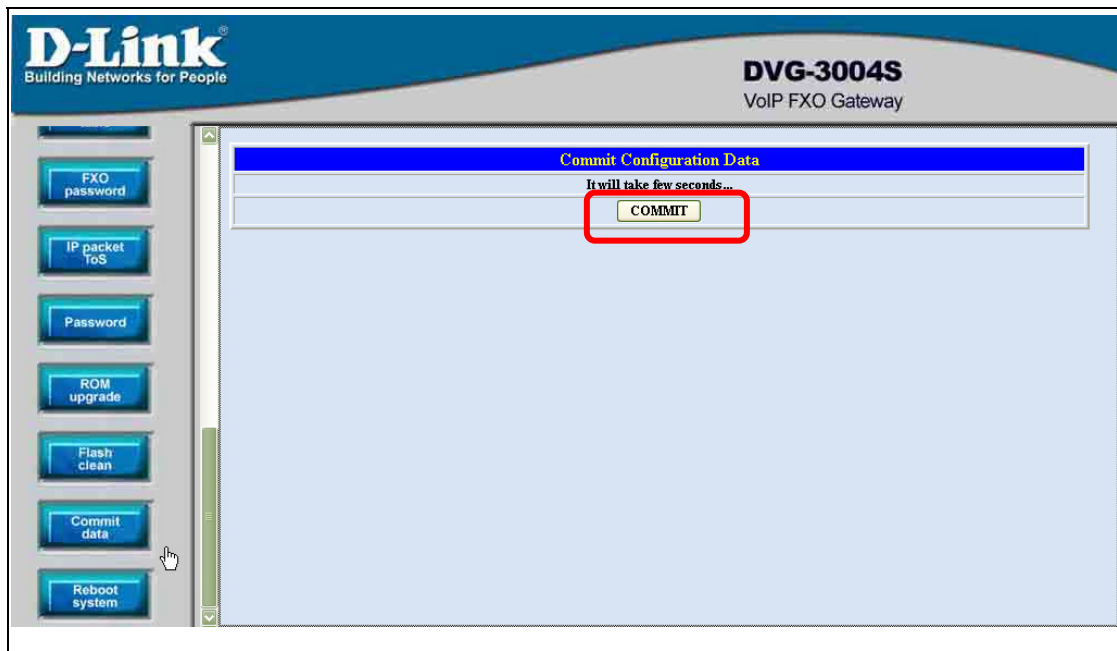 D-Link®
Building Networks for People
DVG-3004S
VoIP FXO Gateway
FXO
password
IP packet
ToS
Password
ROM
upgrade
Flash
clean
Commit
data
Reboot
system
Commit Configuration Data
It will take few seconds...
COMMIT